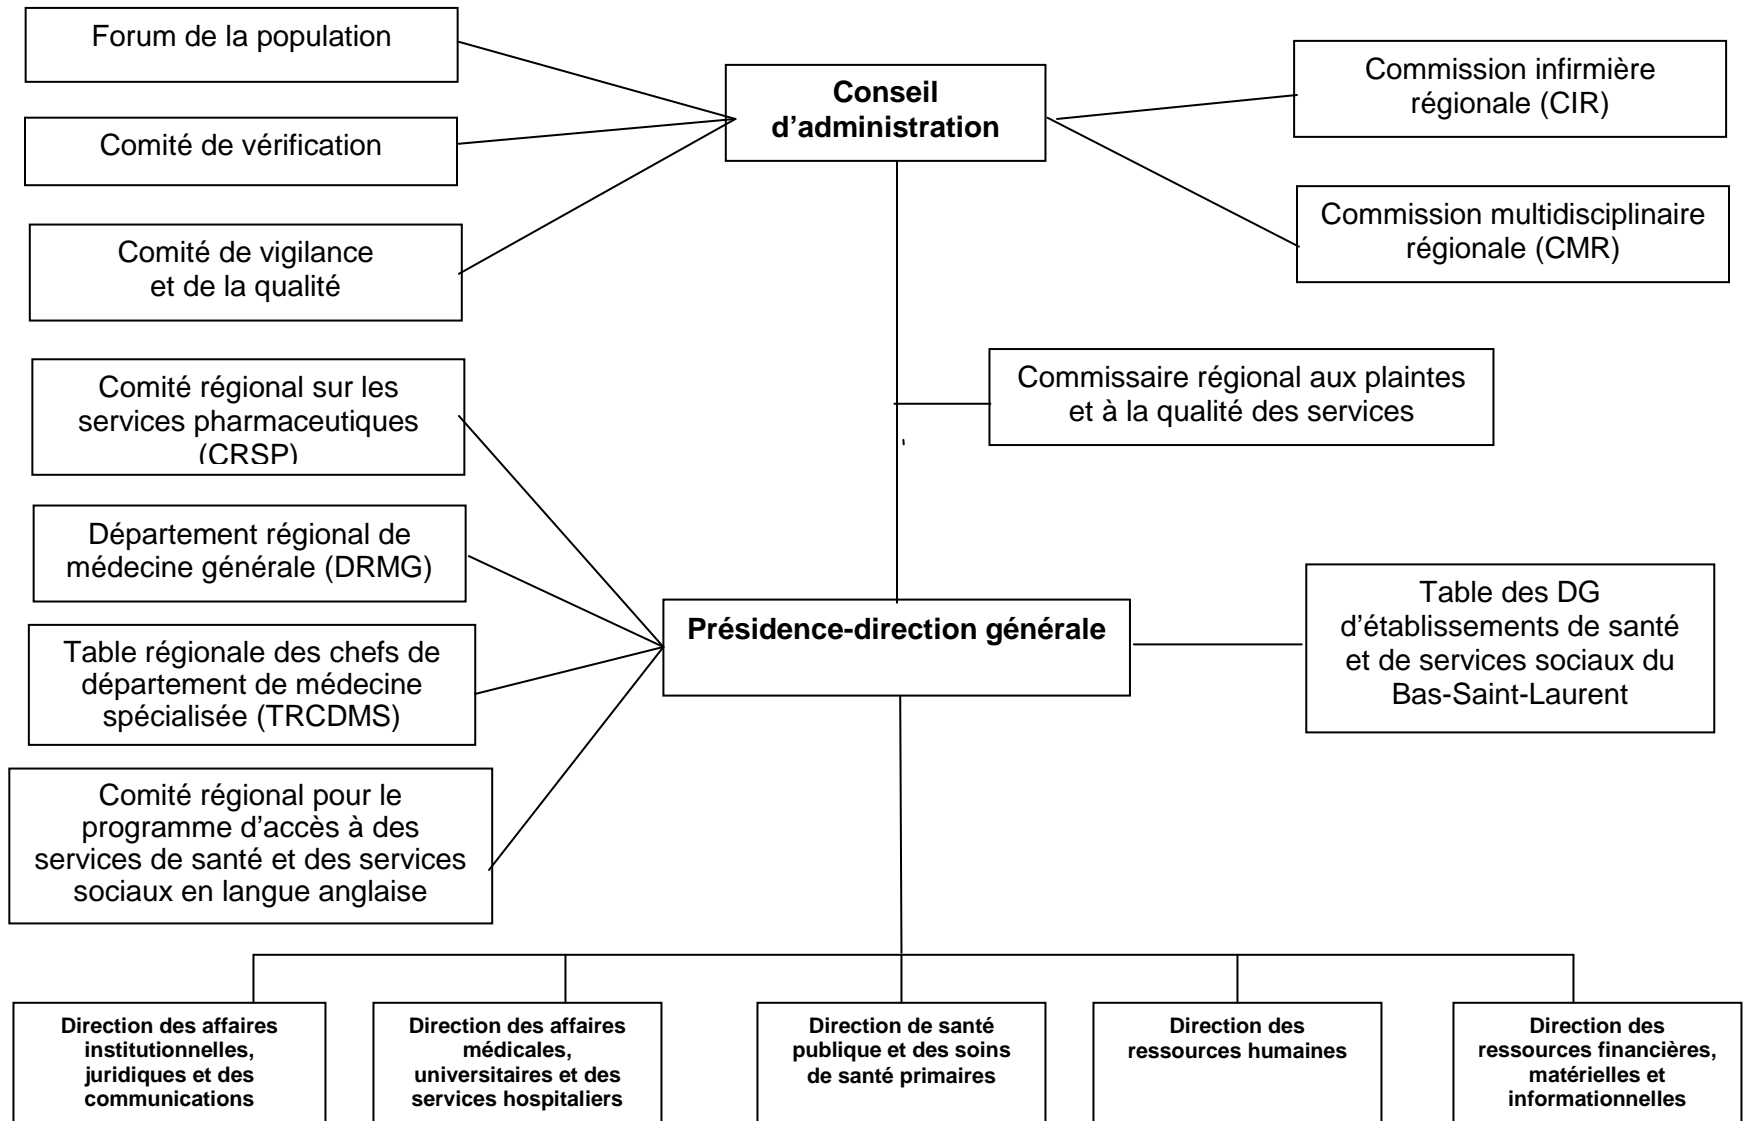 Forum de la population
Comité de vérification
Comité de vigilance
et de la qualité
Conseil
d’administration
Commission infirmière
régionale (CIR)
Commission multidisciplinaire
régionale (CMR)
Commissaire régional aux plaintes
et à la qualité des services
Comité régional sur les
services pharmaceutiques
(CRSP)
Département régional de
médecine générale (DRMG)
Table régionale des chefs de
département de médecine
spécialisée (TRCDMS)
Comité régional pour le
programme d'accès à des
services de santé et des services
sociaux en langue anglaise
Présidence-direction générale
Table des DG
d’établissements de santé
et de services sociaux du
Bas-Saint-Laurent
Direction des affaires
institutionnelles,
juridiques et des
communications
Direction des affaires
médicales,
universitaires et des
services hospitaliers
Direction de santé
publique et des soins
de santé primaires
Direction des
ressources humaines
Direction des
ressources financières,
matérielles et
informationnelles